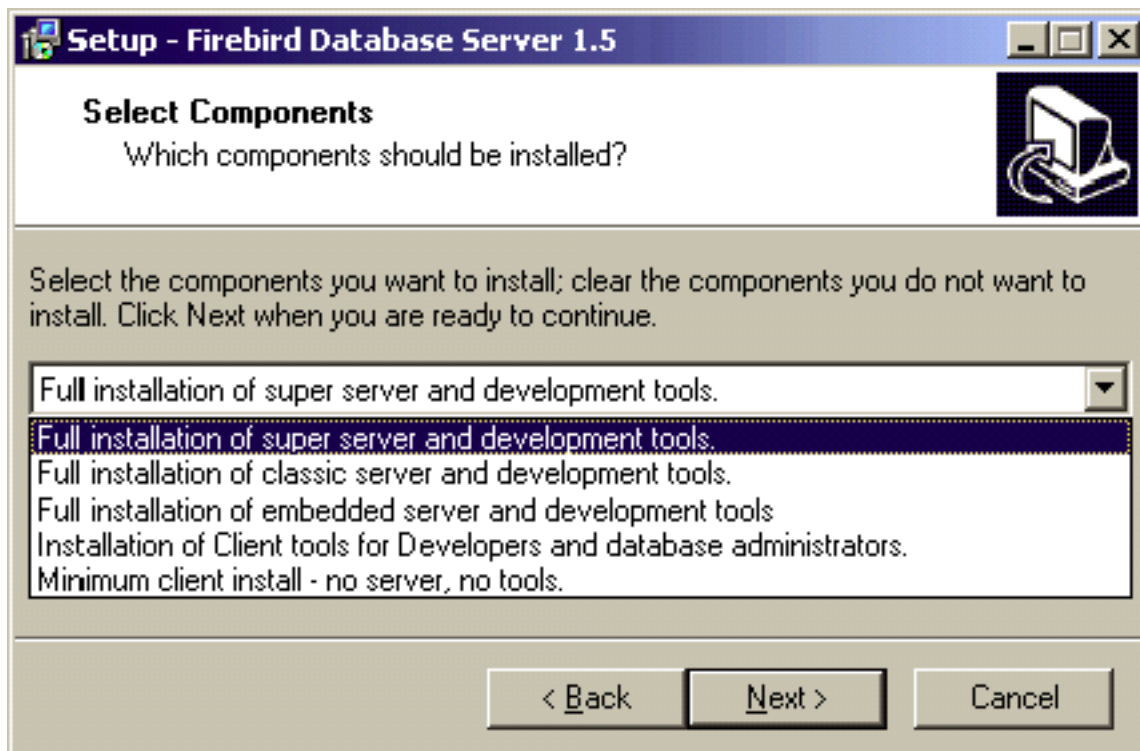 Setup - Firebird Database Server 1.5
Select Components
Which components should be installed?
Select the components you want to install; clear the components you do not want to
install. Click Next when you are ready to continue.
Full installation of super server and development tools.
Full installation of super server and development tools.
Full installation of classic server and development tools.
Full installation of embedded server and development tools
Installation of Client tools for Developers and database administrators.
Minimum client install - no server, no tools.
< Back Next > Cancel